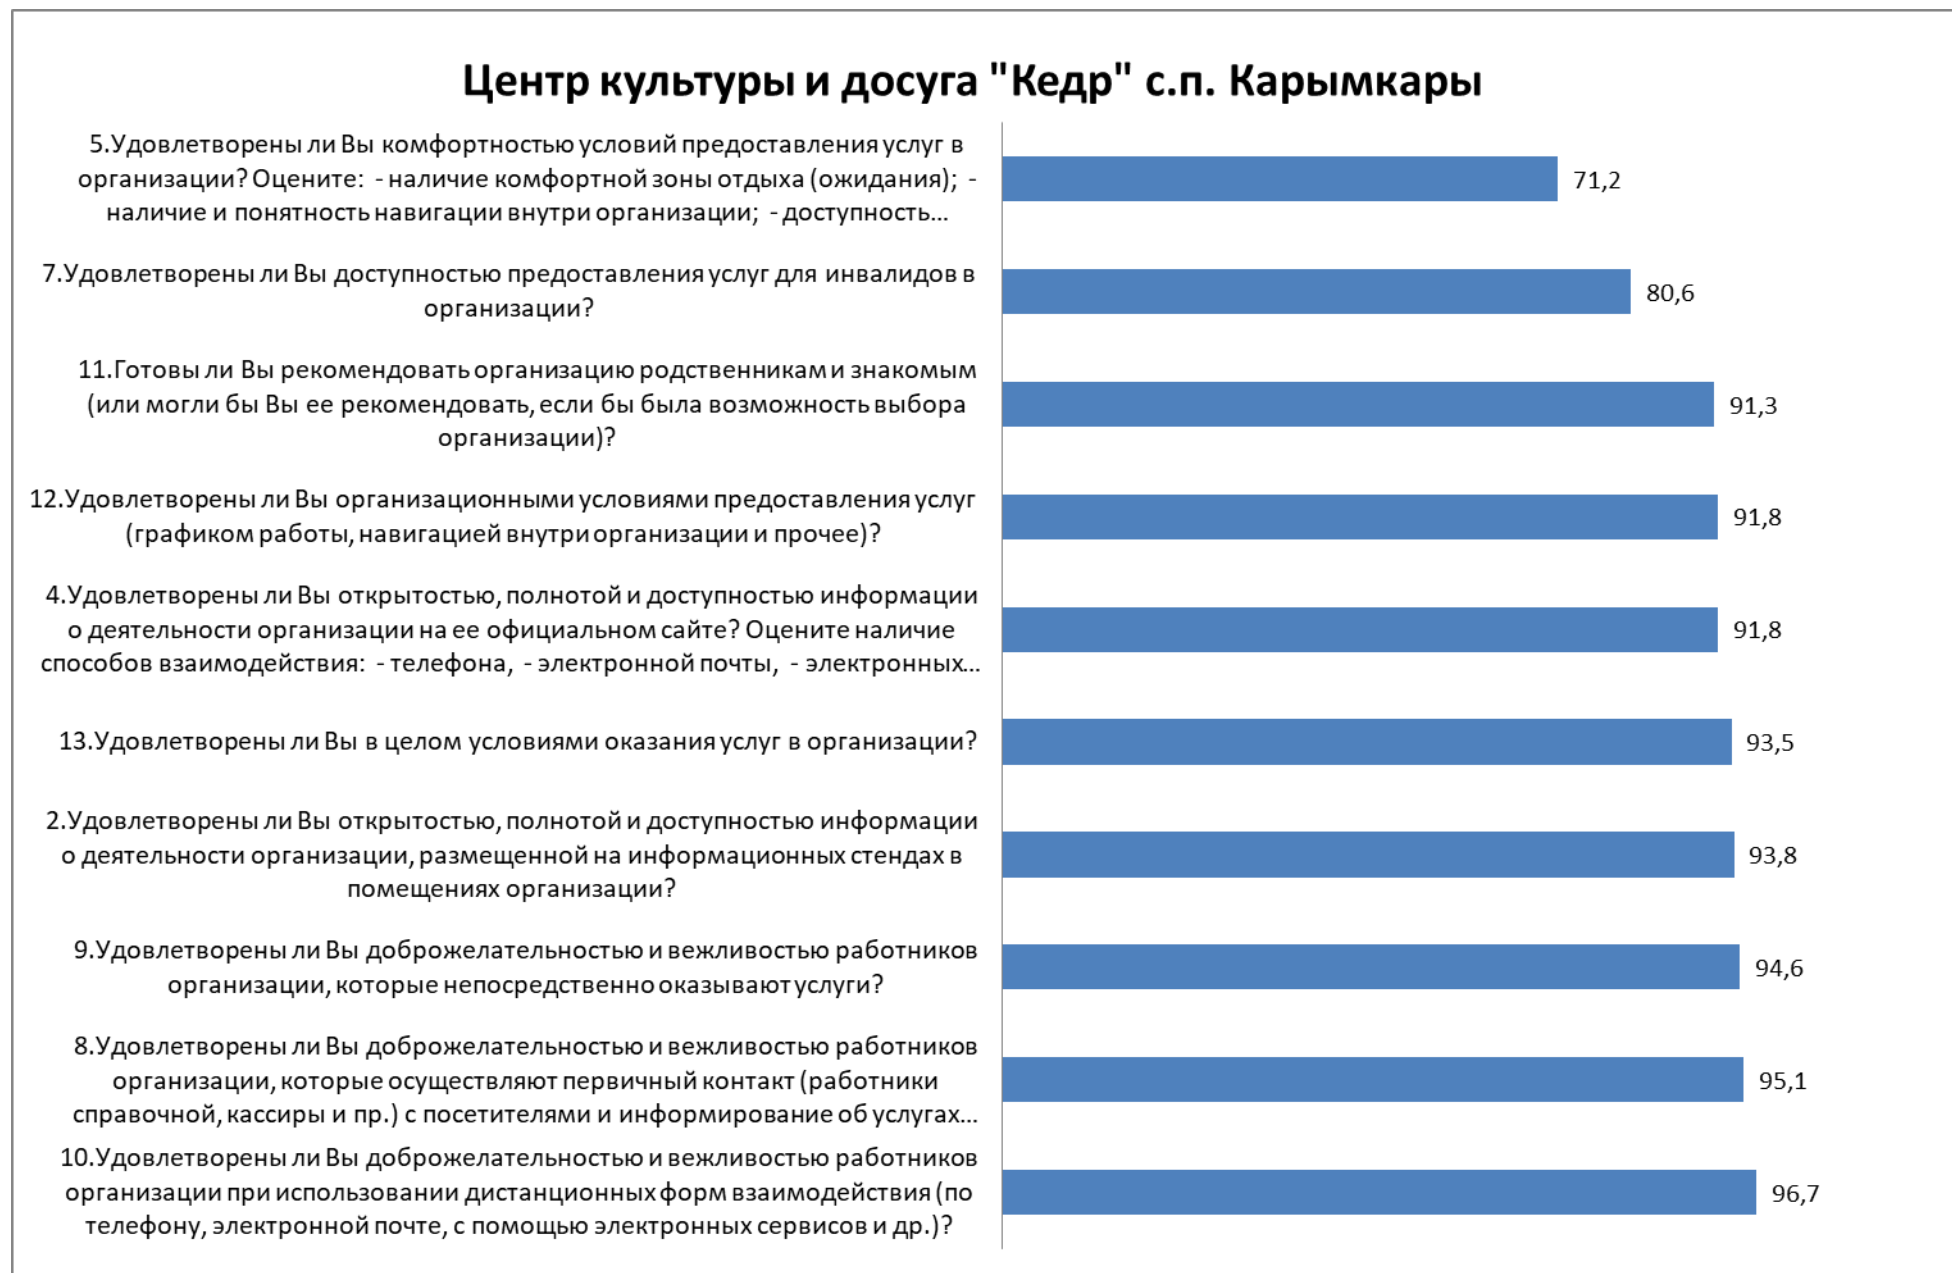 Центр культуры и досуга "Кедр" с.п. Карымкары
5.Удовлетворены ли Вы комфортностью условий предоставления услуг в
организации? Оцените: - наличие комфортной зоны отдыха (ожидания); -
наличие и понятность навигации внутри организации; - доступность...
71,2
7.Удовлетворены ли Вы доступностью предоставления услуг для инвалидов в
организации?
80,6
11.Готовы ли Вы рекомендовать организацию родственникам и знакомым
(или могли бы Вы ее рекомендовать, если бы была возможность выбора
организации)?
91,3
12.Удовлетворены ли Вы организационными условиями предоставления услуг
(графиком работы, навигацией внутри организации и прочее)?
91,8
4.Удовлетворены ли Вы открытостью, полнотой и доступностью информации
о деятельности организации на ее официальном сайте? Оцените наличие
способов взаимодействия: - телефона, - электронной почты, - электронных...
91,8
13.Удовлетворены ли Вы в целом условиями оказания услуг в организации?
93,5
2.Удовлетворены ли Вы открытостью, полнотой и доступностью информации
о деятельности организации, размещенной на информационных стендах в
помещениях организации?
93,8
9.Удовлетворены ли Вы доброжелательностью и вежливостью работников
организации, которые непосредственно оказывают услуги?
94,6
8.Удовлетворены ли Вы доброжелательностью и вежливостью работников
организации, которые осуществляют первичный контакт (работники
справочной, кассиры и пр.) с посетителями и информирование об услугах...
95,1
10.Удовлетворены ли Вы доброжелательностью и вежливостью работников
организации при использовании дистанционных форм взаимодействия (по
телефону, электронной почте, с помощью электронных сервисов и др.)?
96,7